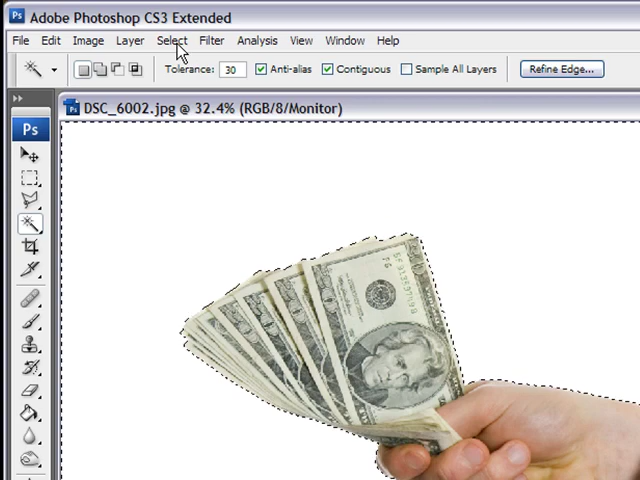 Ps Adobe Photoshop CS3 Extended
File Edit Image Layer Select Filter Analysis View Window Help
Tolerance: 30 Anti-alias Contiguous Sample All Layers Refine Edge...
DSC_6002.jpg @ 32.4% (RGB/8/Monitor)
Ps